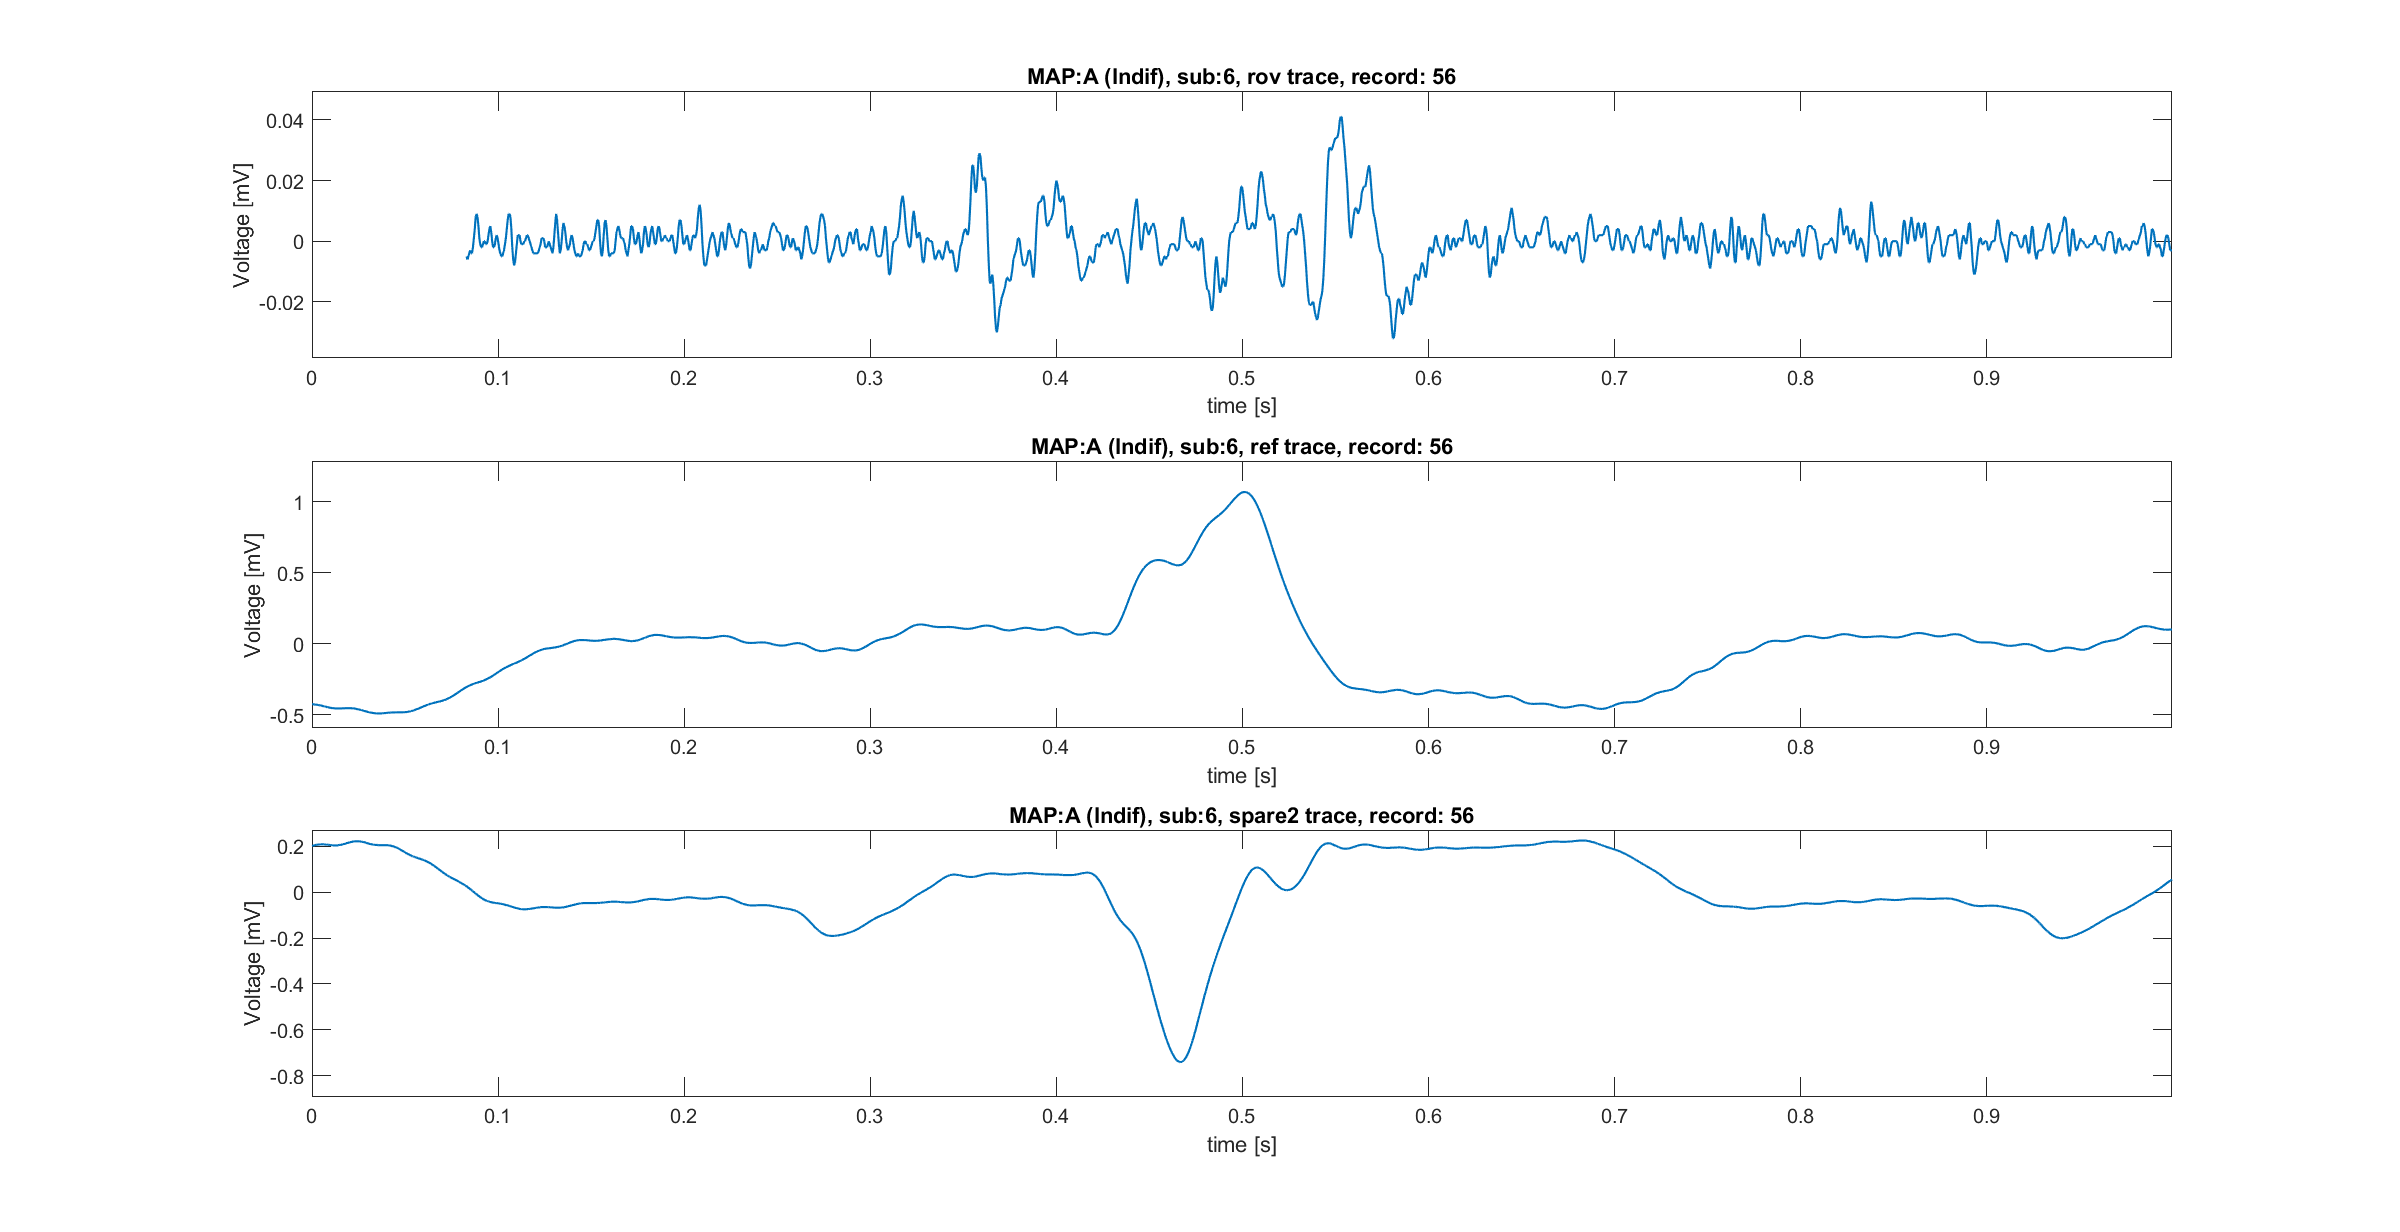 MAP:A (Indif), sub:6, rov trace, record: 56
Voltage [mV]
0.04
0.02
0
-0.02
0 0.1 0.2 0.3 0.4 0.5 0.6 0.7 0.8 0.9
time [s]
MAP:A (Indif), sub:6, ref trace, record: 56
Voltage [mV]
1
0.5
0
-0.5
0 0.1 0.2 0.3 0.4 0.5 0.6 0.7 0.8 0.9
time [s]
MAP:A (Indif), sub:6, spare2 trace, record: 56
Voltage [mV]
0.2
0
-0.2
-0.4
-0.6
-0.8
0 0.1 0.2 0.3 0.4 0.5 0.6 0.7 0.8 0.9
time [s]